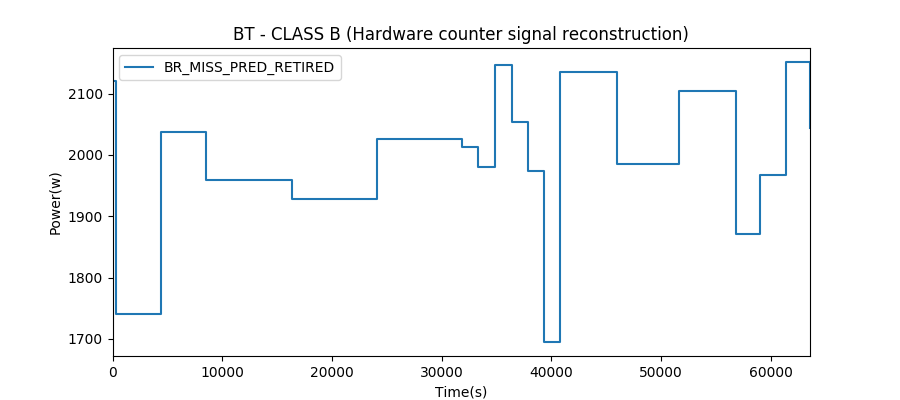 BT - CLASS B (Hardware counter signal reconstruction)
BR_MISS_PRED_RETIRED
Power(w)
2100
2000
1900
1800
1700
0 10000 20000 30000 40000 50000 60000
Time(s)